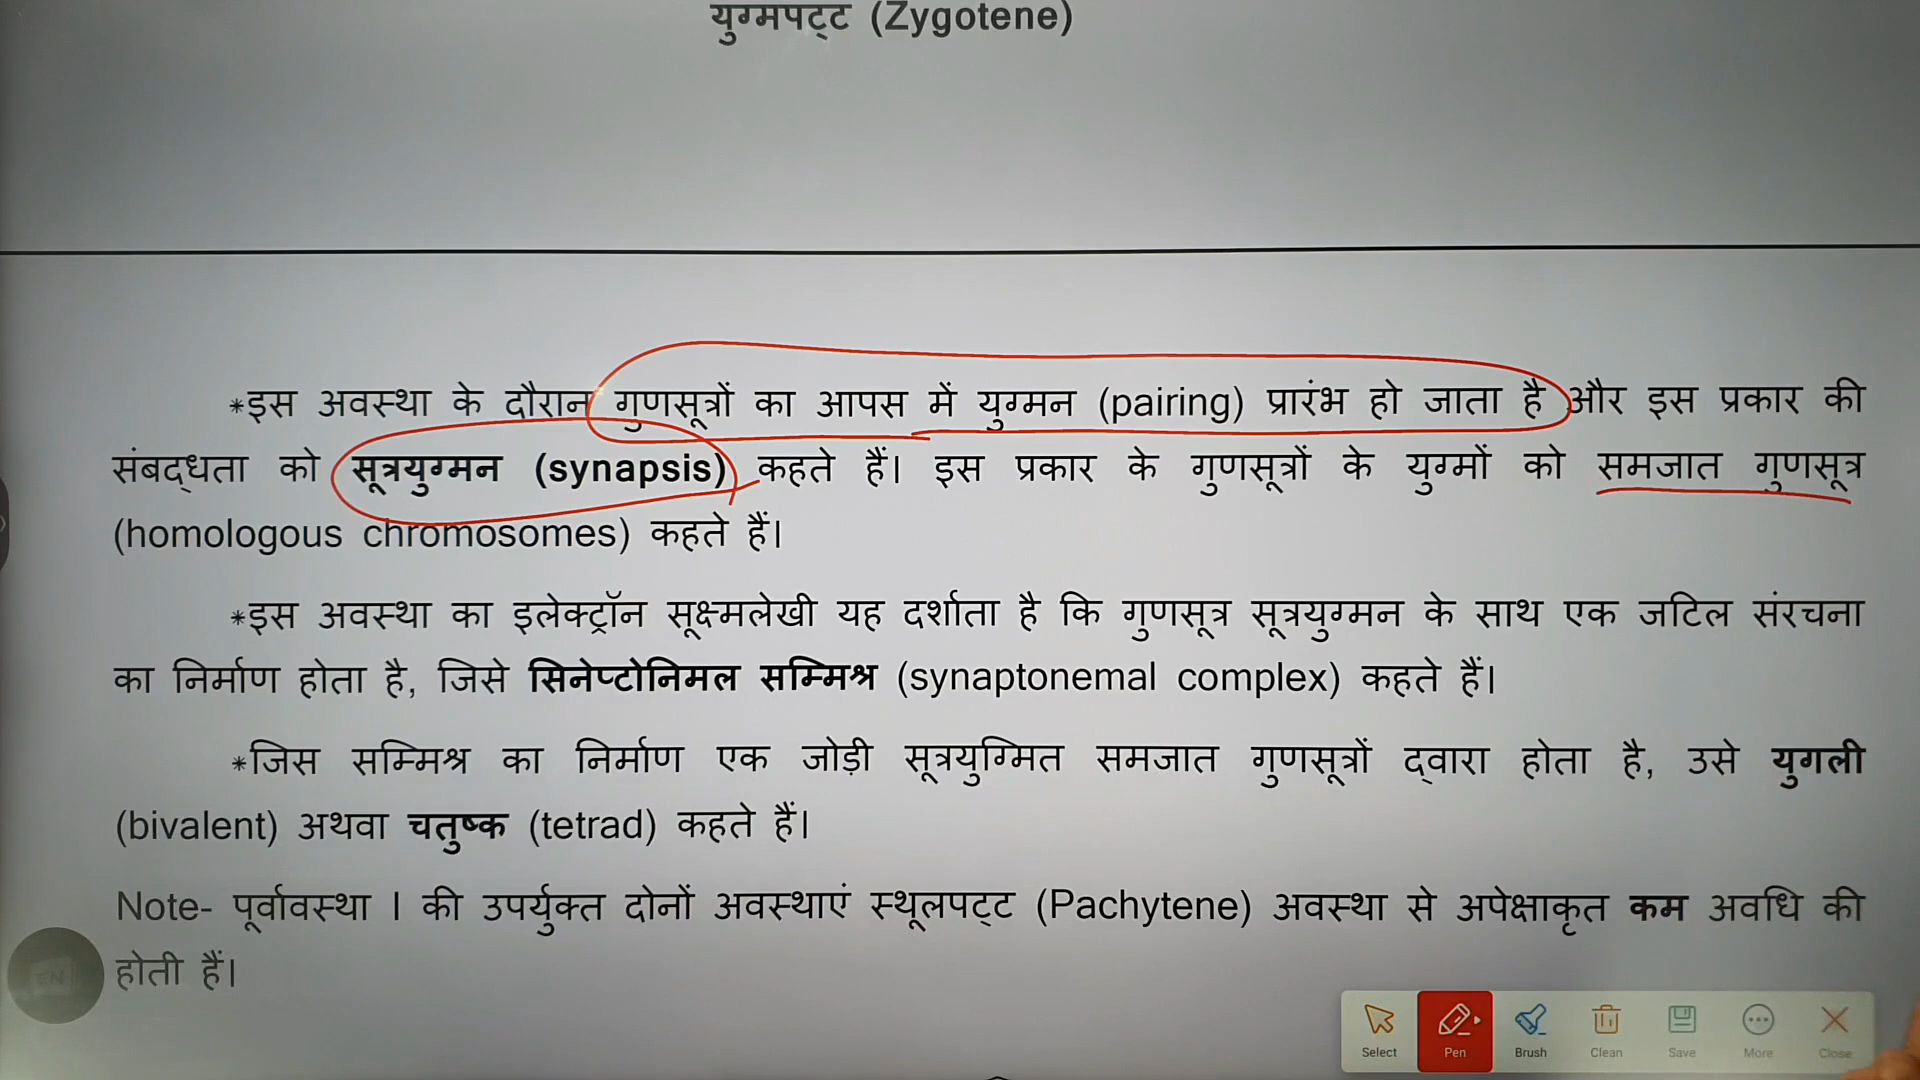 युग्मपट्ट (Zygotene)
*इस अवस्था के दौरान गुणसूत्रों का आपस में युग्मन (pairing) प्रारंभ हो जाता है और इस प्रकार की
संबद्धता को सूत्रयुग्मन (synapsis) कहते हैं। इस प्रकार के गुणसूत्रों के युग्मों को समजात गुणसूत्र
(homologous chromosomes) कहते हैं।
*इस अवस्था का इलेक्ट्रॉन सूक्ष्मलेखी यह दर्शाता है कि गुणसूत्र सूत्रयुग्मन के साथ एक जटिल संरचना
का निर्माण होता है, जिसे सिनेप्टोनिमल सम्मिश्र (synaptonemal complex) कहते हैं।
*जिस सम्मिश्र का निर्माण एक जोड़ी सूत्रयुग्मित समजात गुणसूत्रों द्वारा होता है, उसे युगली
(bivalent) अथवा चतुष्क (tetrad) कहते हैं।
Note- पूर्वावस्था I की उपर्युक्त दोनों अवस्थाएं स्थूलपट्ट (Pachytene) अवस्था से अपेक्षाकृत कम अवधि की
होती हैं।
EN
Select Pen Brush Clean Save More Close